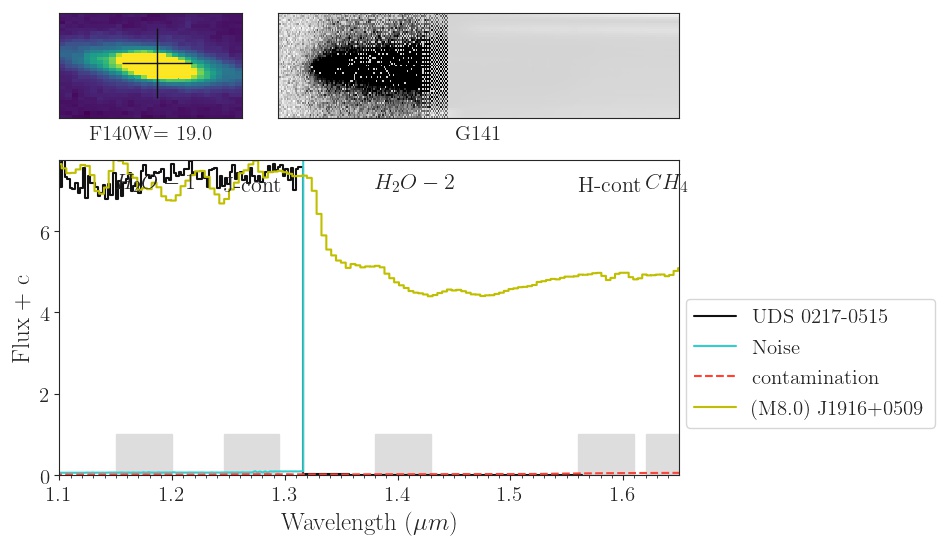 F140W= 19.0
G141
H₂O − 1 J-cont H₂O − 2 H-cont CH₄
6
4
2
0
Flux + c
1.1 1.2 1.3 1.4 1.5 1.6
Wavelength (μm)
UDS 0217-0515
Noise
contamination
(M8.0) J1916+0509